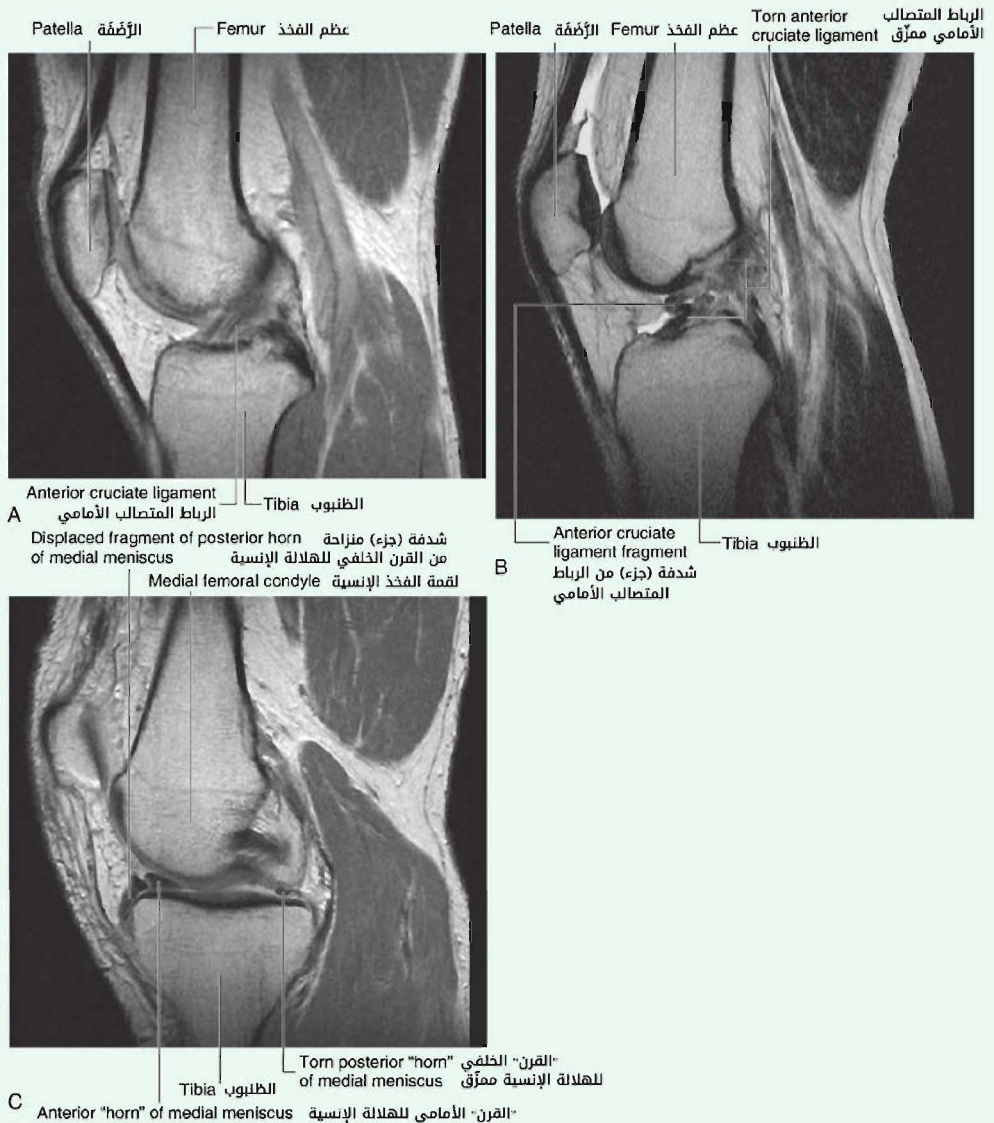 Patella الرَّضَفَة
Femur عظم الفخذ
Anterior cruciate ligament
الرباط المتصالب الأمامي
Tibia الظنبوب
A
Patella الرَّضَفَة
Femur عظم الفخذ
Torn anterior الرباط المتصالب
cruciate ligament الأمامي ممزّق
Anterior cruciate
ligament fragment
شدفة (جزء) من الرباط
المتصالب الأمامي
Tibia الظنبوب
B
Displaced fragment of posterior horn شدفة (جزء) منزاحة
of medial meniscus من القرن الخلفي للهلالة الإنسية
Medial femoral condyle لقمة الفخذ الإنسية
Torn posterior "horn" "القرن" الخلفي
of medial meniscus للهلالة الإنسية ممزّق
Tibia الظنبوب
C
Anterior "horn" of medial meniscus "القرن" الأمامي للهلالة الإنسية